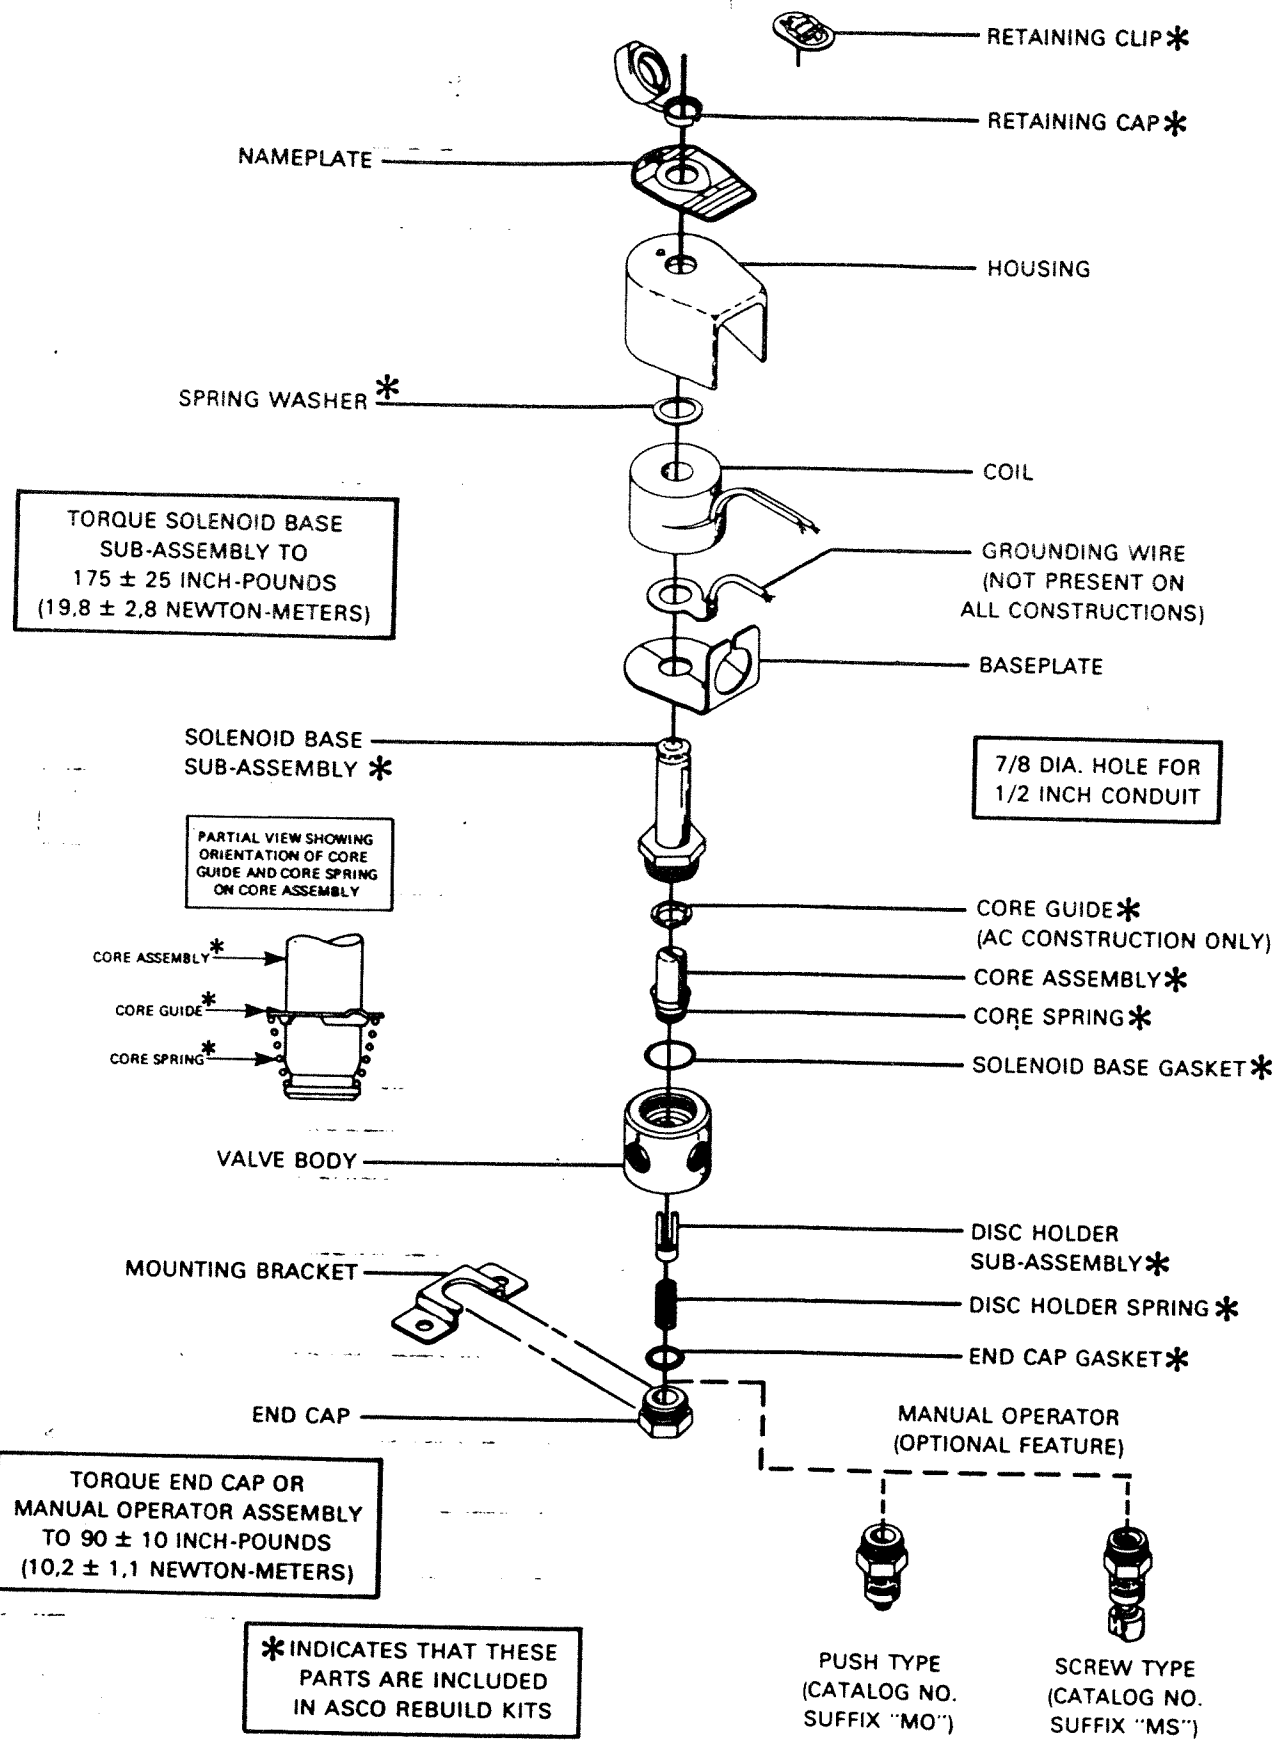 RETAINING CLIP*
RETAINING CAP*
NAMEPLATE
HOUSING
SPRING WASHER*
COIL
TORQUE SOLENOID BASE
SUB-ASSEMBLY TO
175 ± 25 INCH-POUNDS
(19,8 ± 2,8 NEWTON-METERS)
GROUNDING WIRE
(NOT PRESENT ON
ALL CONSTRUCTIONS)
BASEPLATE
SOLENOID BASE
SUB-ASSEMBLY *
7/8 DIA. HOLE FOR
1/2 INCH CONDUIT
PARTIAL VIEW SHOWING
ORIENTATION OF CORE
GUIDE AND CORE SPRING
ON CORE ASSEMBLY
CORE ASSEMBLY*
CORE GUIDE*
CORE SPRING*
CORE GUIDE*
(AC CONSTRUCTION ONLY)
CORE ASSEMBLY*
CORE SPRING*
SOLENOID BASE GASKET*
VALVE BODY
DISC HOLDER
SUB-ASSEMBLY*
MOUNTING BRACKET
DISC HOLDER SPRING*
END CAP GASKET*
END CAP
MANUAL OPERATOR
(OPTIONAL FEATURE)
TORQUE END CAP OR
MANUAL OPERATOR ASSEMBLY
TO 90 ± 10 INCH-POUNDS
(10,2 ± 1,1 NEWTON-METERS)
* INDICATES THAT THESE
PARTS ARE INCLUDED
IN ASCO REBUILD KITS
PUSH TYPE
(CATALOG NO.
SUFFIX "MO")
SCREW TYPE
(CATALOG NO.
SUFFIX "MS")